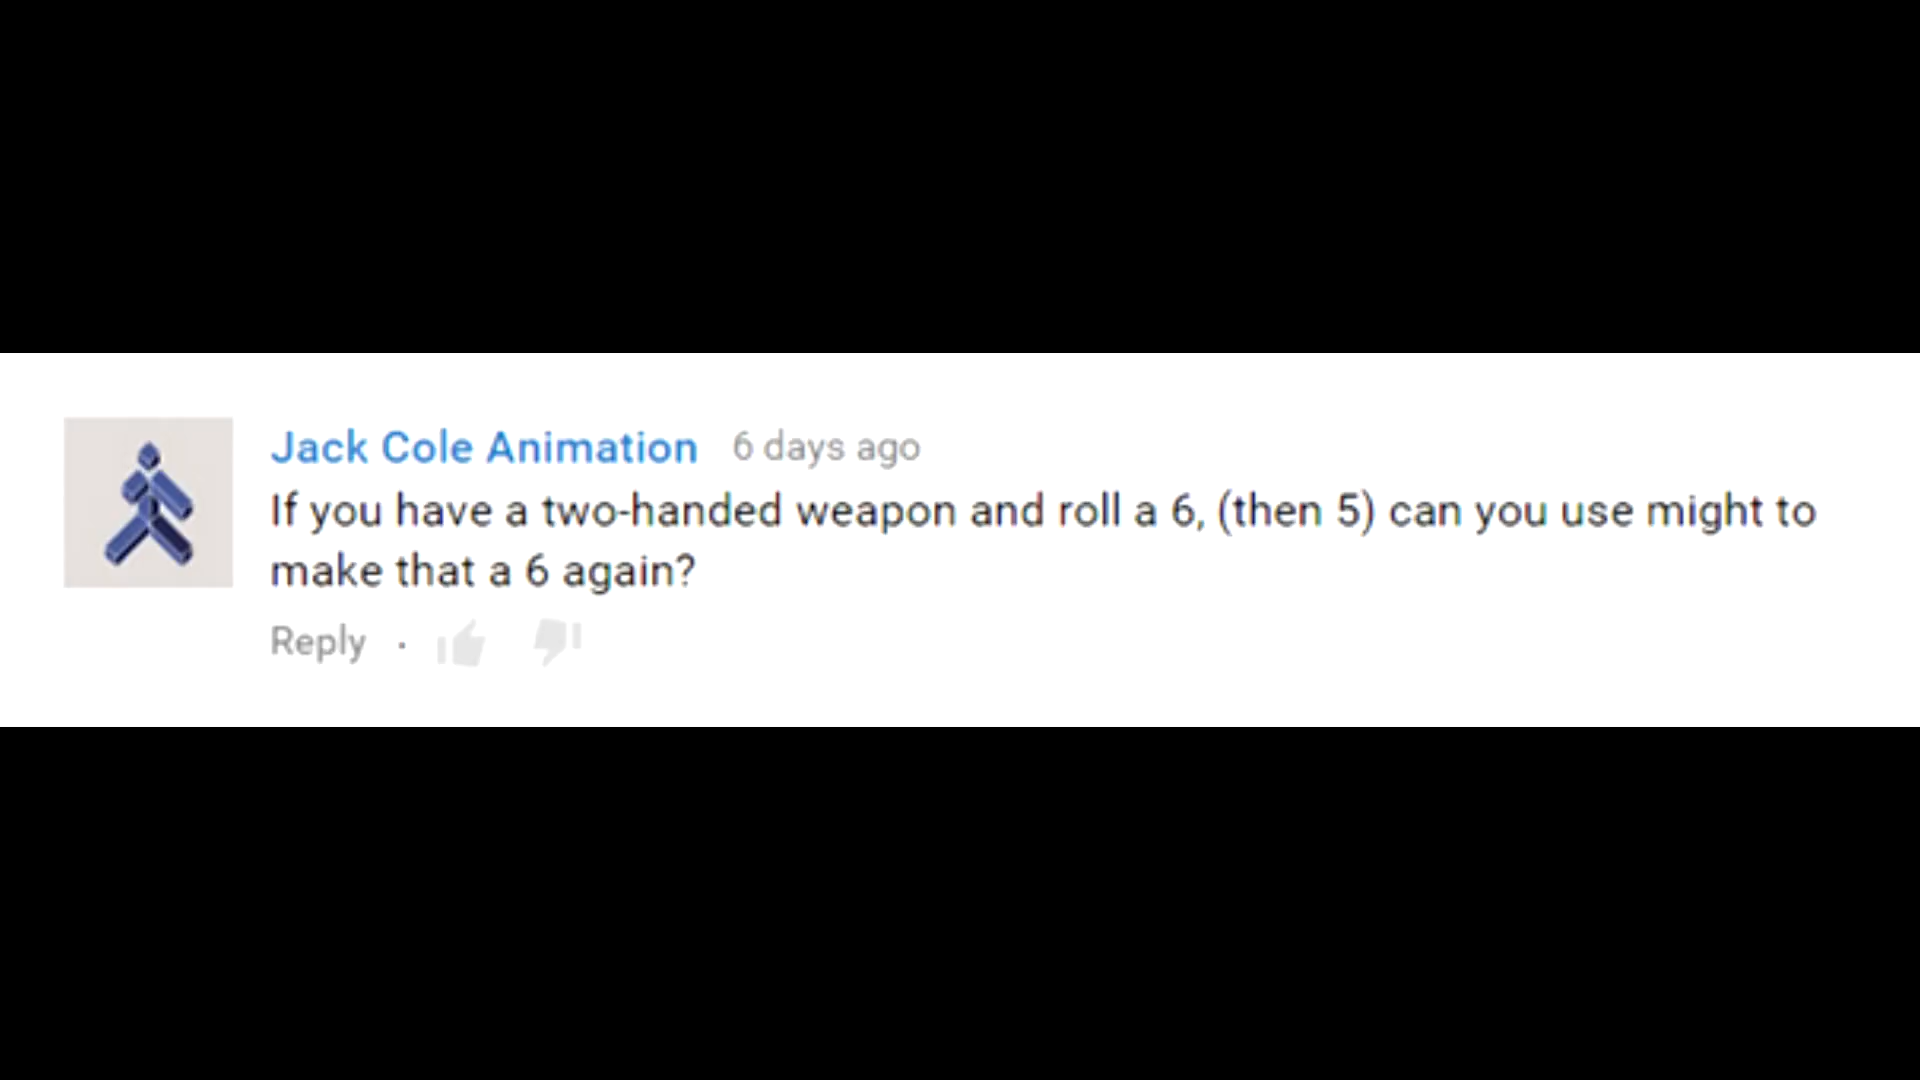 Jack Cole Animation 6 days ago
If you have a two-handed weapon and roll a 6, (then 5) can you use might to
make that a 6 again?
Reply ·